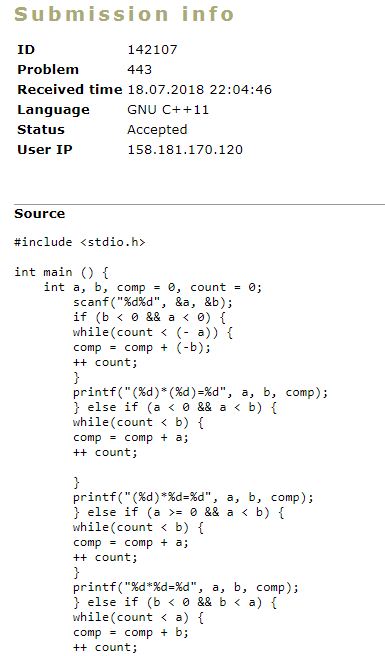 Submission info
ID 142107
Problem 443
Received time 18.07.2018 22:04:46
Language GNU C++11
Status Accepted
User IP 158.181.170.120
Source
#include <stdio.h>
int main () {
int a, b, comp = 0, count = 0;
scanf("%d%d", &a, &b);
if (b < 0 && a < 0) {
while(count < (- a)) {
comp = comp + (-b);
++ count;
}
printf("(%d)*(%d)=%d", a, b, comp);
} else if (a < 0 && a < b) {
while(count < b) {
comp = comp + a;
++ count;
}
printf("(%d)*%d=%d", a, b, comp);
} else if (a >= 0 && a < b) {
while(count < b) {
comp = comp + a;
++ count;
}
printf("%d*%d=%d", a, b, comp);
} else if (b < 0 && b < a) {
while(count < a) {
comp = comp + b;
++ count;